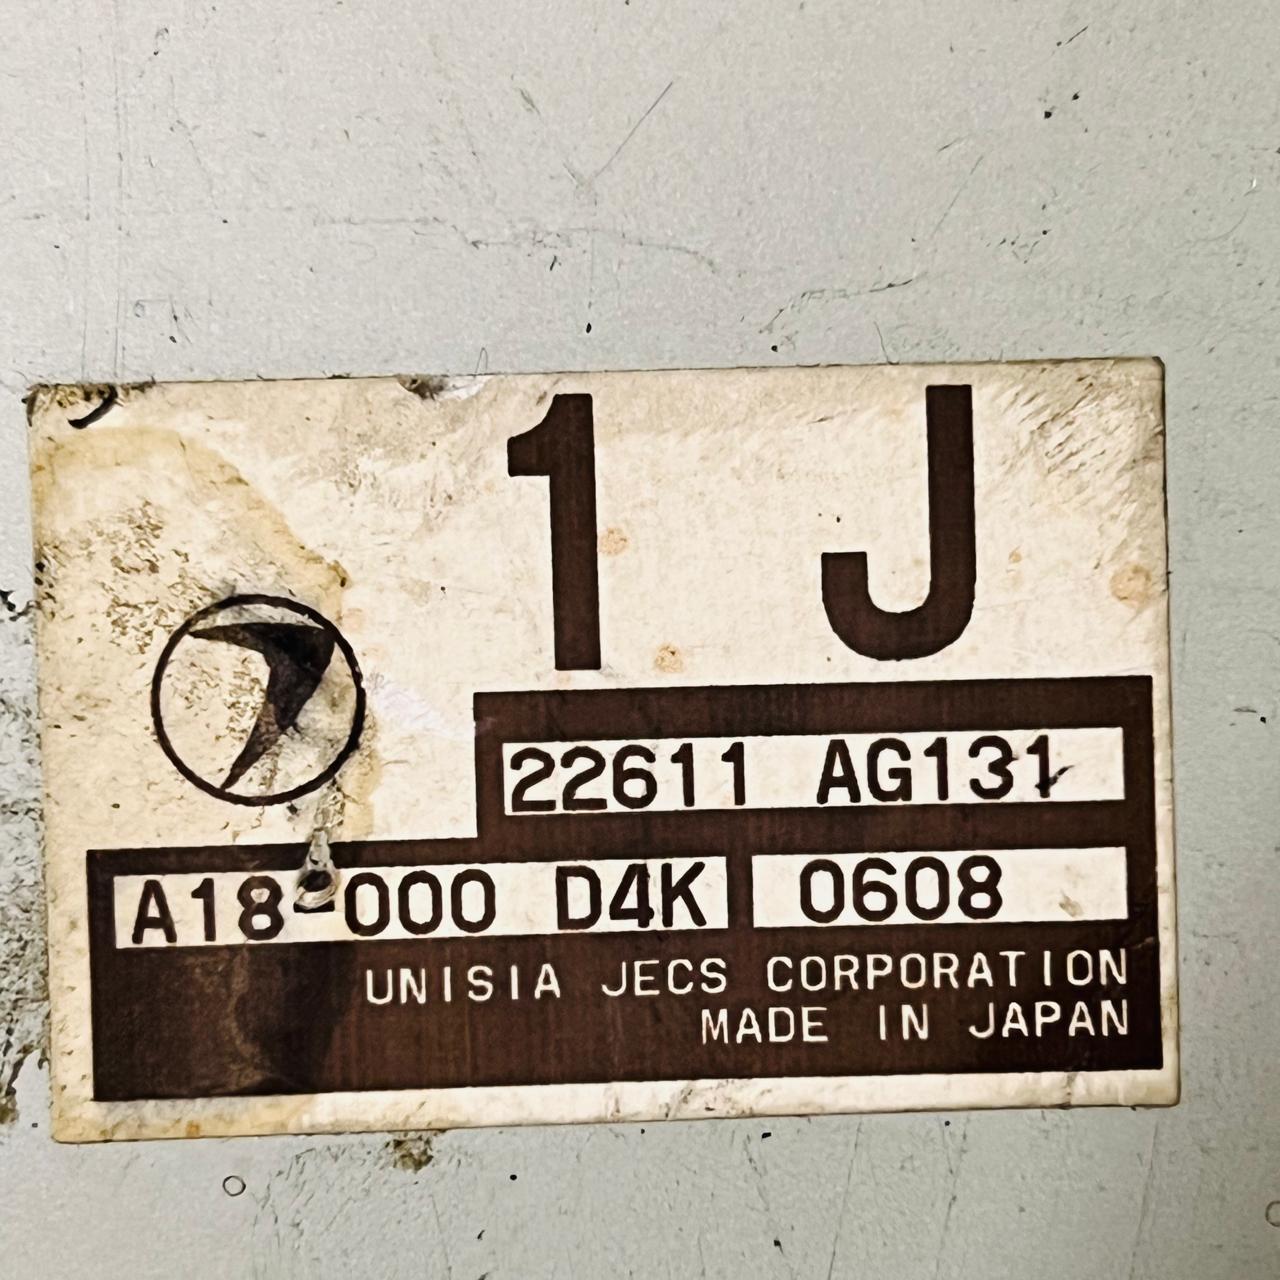 1 J
22611 AG131
A18-000 D4K 0608
UNISIA JECS CORPORATION
MADE IN JAPAN